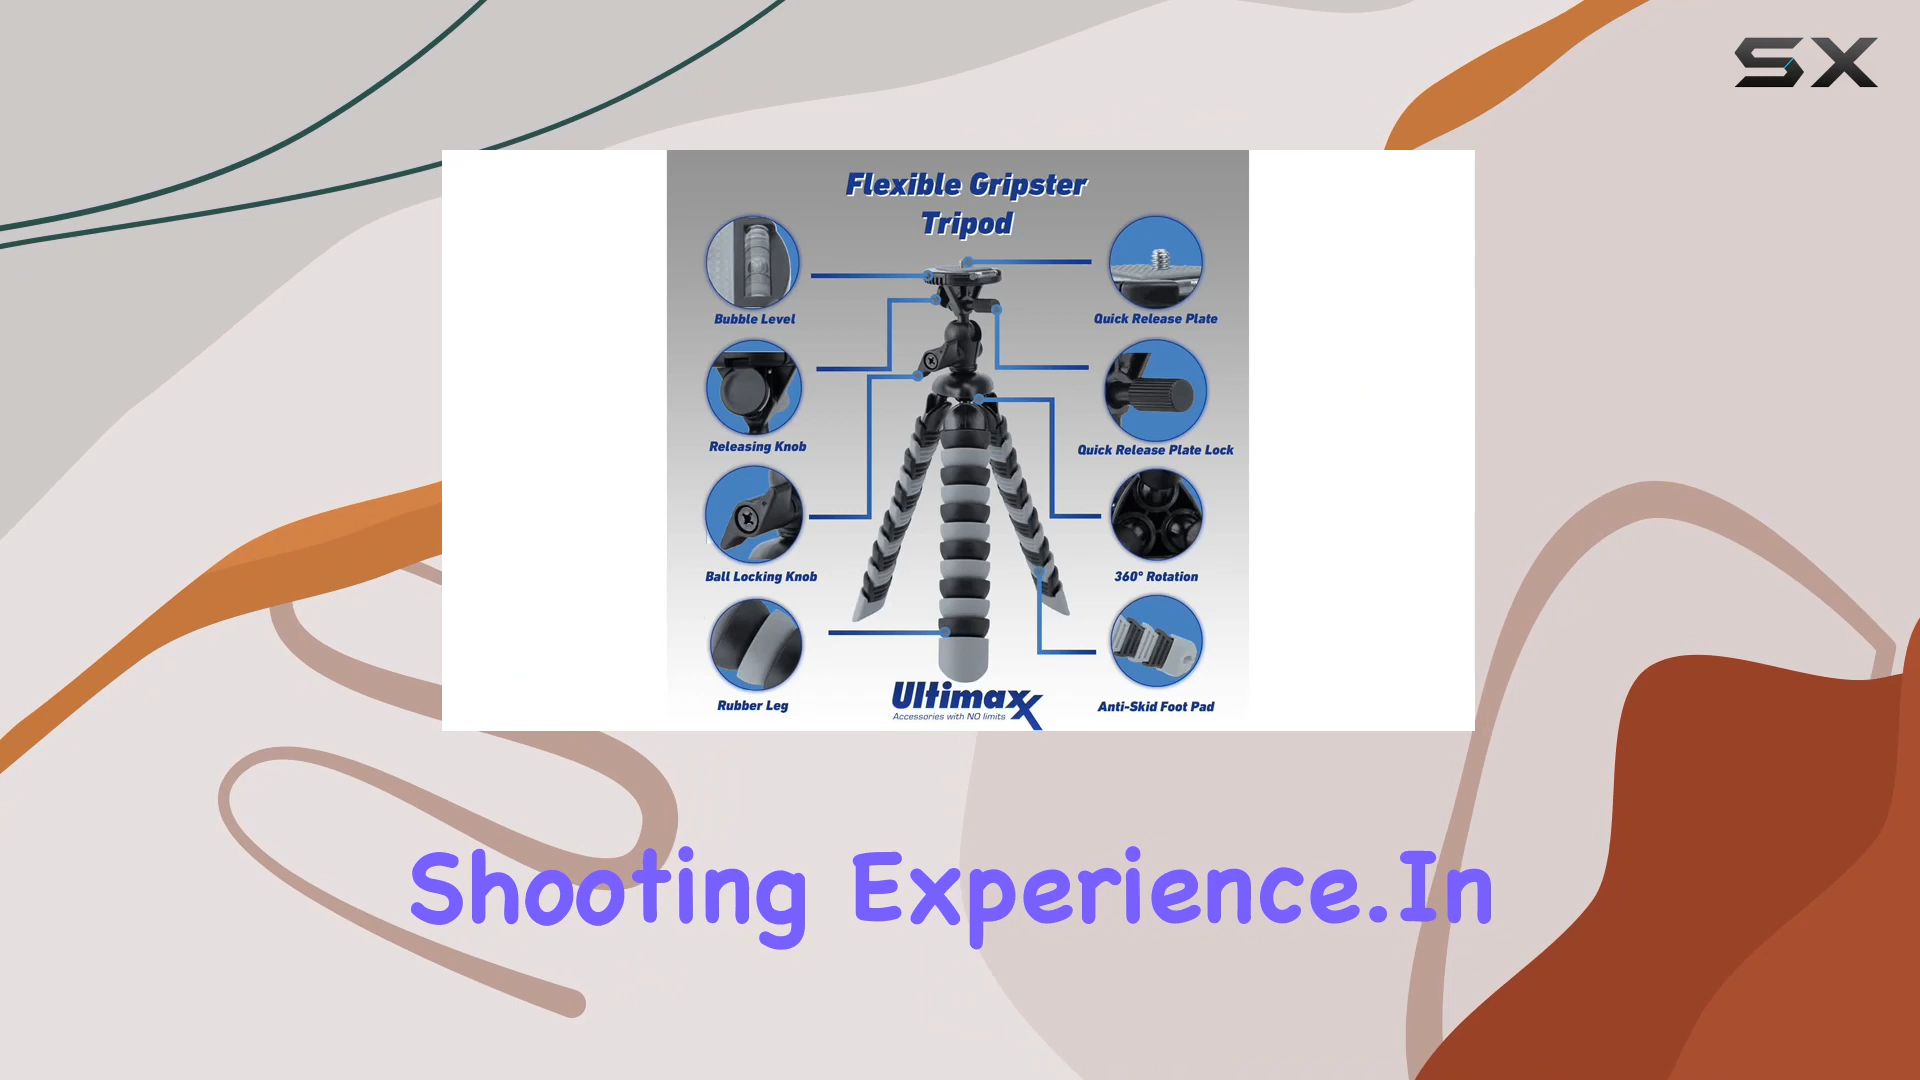 SX
Flexible Gripster
Tripod
Bubble Level
Quick Release Plate
Releasing Knob
Quick Release Plate Lock
Ball Locking Knob
360° Rotation
Rubber Leg
Anti-Skid Foot Pad
Ultimaxx
Accessories with NO limits
Shooting Experience.In